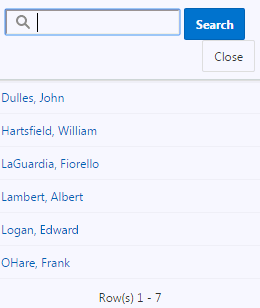 Search
Close
Dulles, John
Hartsfield, William
LaGuardia, Fiorello
Lambert, Albert
Logan, Edward
OHare, Frank
Row(s) 1 - 7